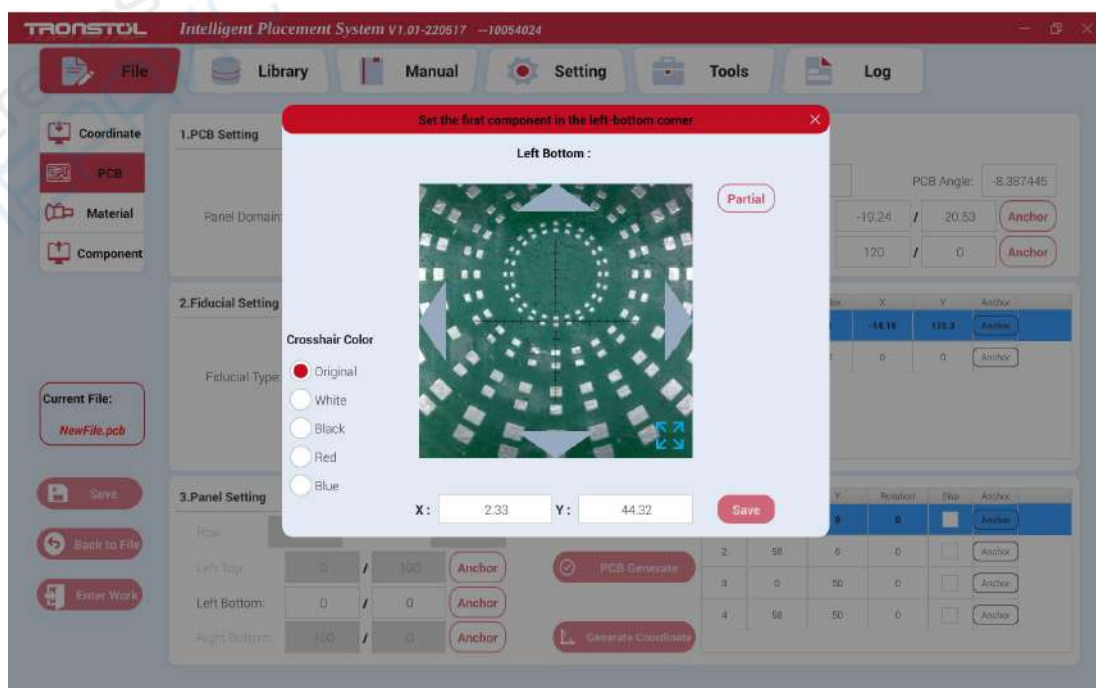 TRONSTOL Intelligent Placement System V1.01-220517 --10054024
File Library Manual Setting Tools Log
Coordinate
PCB
Material
Component
Current File:
NewFile.pcb
Save
Back to File
Enter Work
1.PCB Setting
PCB Angle: -8.387445
Panel Domain: -19.24 / 20.53 Anchor
120 / 0 Anchor
2.Fiducial Setting
X Y Anchor
-14.19 112.3 Anchor
0 0 Anchor
Fiducial Type:
Set the first component in the left-bottom corner
Left Bottom :
Partial
Crosshair Color
Original
White
Black
Red
Blue
X : 2.33 Y : 44.32 Save
3.Panel Setting
Row
Left Top: 0 / 100 Anchor
Left Bottom: 0 / 0 Anchor
Right Bottom: 100 / 0 Anchor
PCB Generate
Generate Coordinate
Y Rotation Skip Anchor
0 0 Anchor
2 50 0 0 Anchor
3 0 50 0 Anchor
4 50 50 0 Anchor